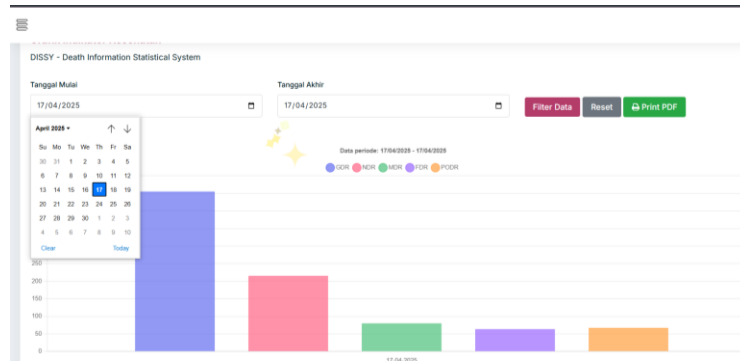 DISSY - Death Information Statistical System
Tanggal Mulai
Tanggal Akhir
17/04/2025
17/04/2025
Filter Data
Reset
Print PDF
April 2025
Su Mo Tu We Th Fr Sa
30 31 1 2 3 4 5
6 7 8 9 10 11 12
13 14 15 16 17 18 19
20 21 22 23 24 25 26
27 28 29 30 1 2 3
4 5 6 7 8 9 10
Clear
Today
Data periode: 17/04/2025 - 17/04/2025
GDR NDR MDR FDR PODR
250
200
150
100
50
0
17-04-2025